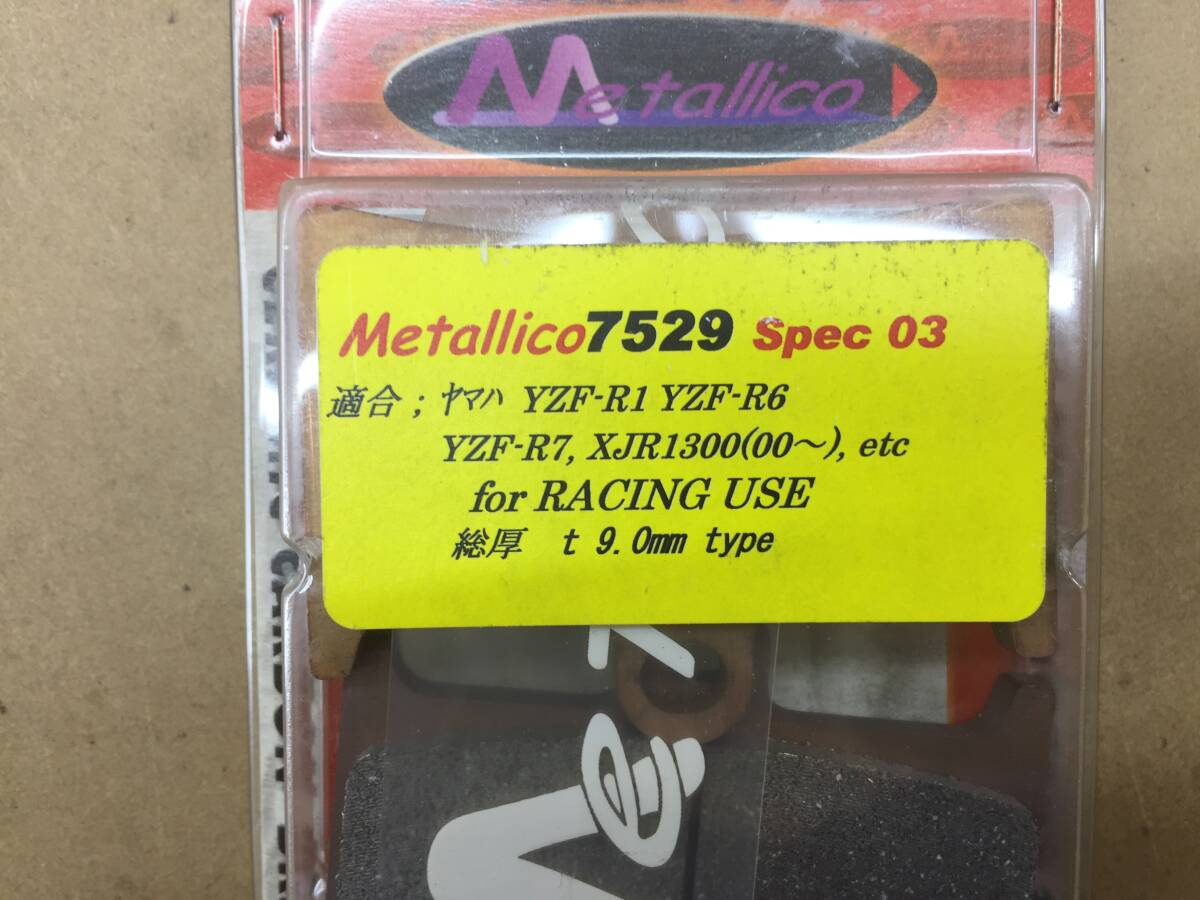 Metallico
Metallico7529 Spec 03
適合 ; ﾔﾏﾊ YZF-R1 YZF-R6
YZF-R7, XJR1300(00～), etc
for RACING USE
総厚 t 9.0mm type